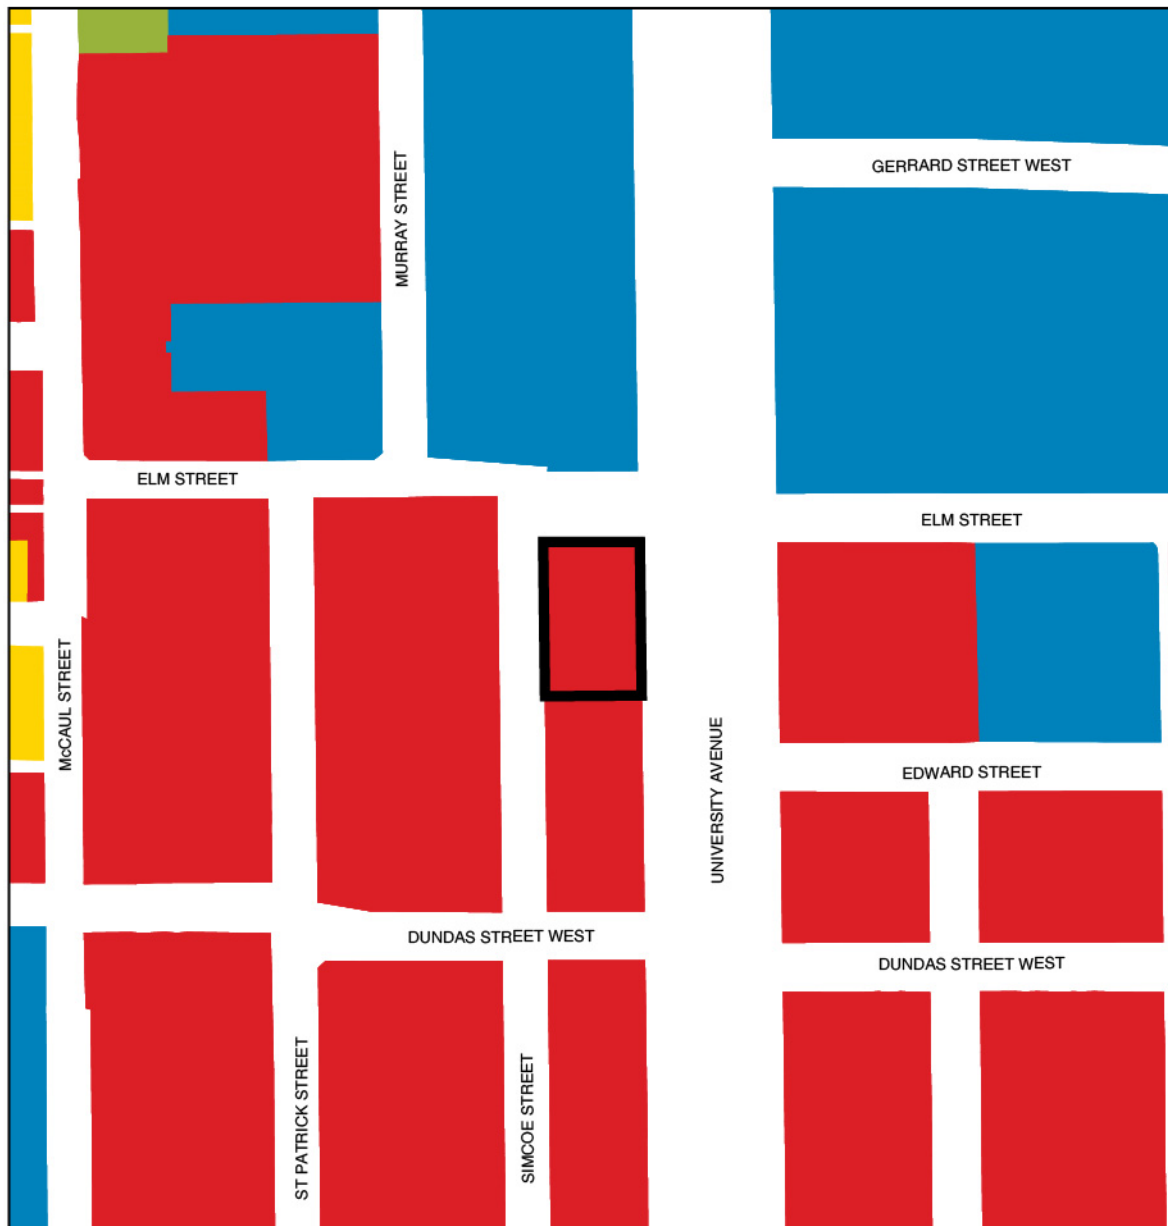 GERRARD STREET WEST
MURRAY STREET
ELM STREET
ELM STREET
McCAUL STREET
UNIVERSITY AVENUE
EDWARD STREET
DUNDAS STREET WEST
DUNDAS STREET WEST
ST PATRICK STREET
SIMCOE STREET